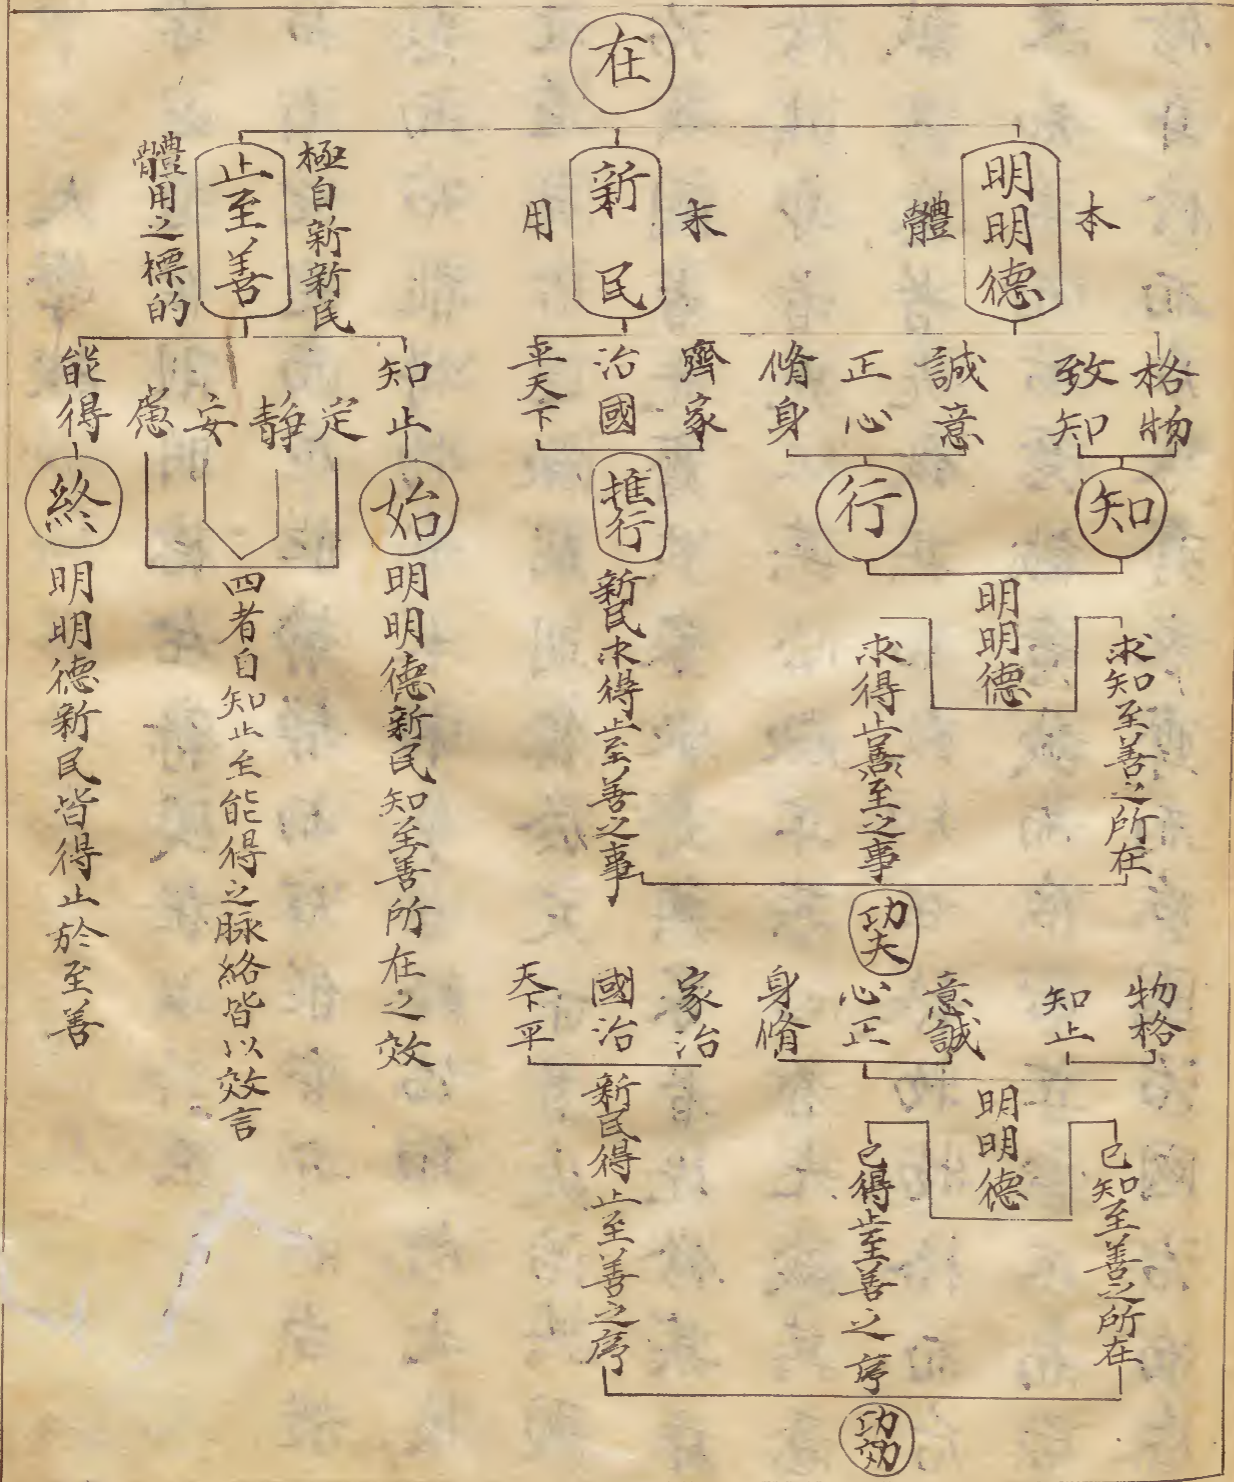 在
本
明明德
體
末
新民
用
極自新新民
止至善
體用之標的
格物
致知
誠意
正心
脩身
齊家
治國
平天下
知止
定
静
安
慮
能得
知
行
推行
始
終
明明德
求知至善之所在
求得止善至之事
新民求得止至善之事
明明德新民知至善所在之效
四者自知止至能得之脉絡皆以效言
明明德新民皆得止於至善
功夫
物格
知止
意誠
心正
身脩
家治
國治
天下平
明明德
已知至善之所在
已得止至善之序
新民得止至善之序
功効